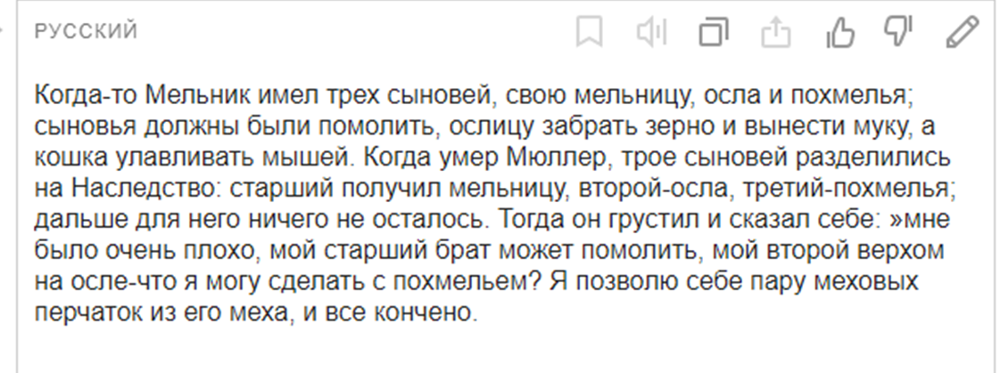 РУССКИЙ
Когда-то Мельник имел трех сыновей, свою мельницу, осла и похмелья;
сыновья должны были помолить, ослицу забрать зерно и вынести муку, а
кошка улавливать мышей. Когда умер Мюллер, трое сыновей разделились
на Наследство: старший получил мельницу, второй-осла, третий-похмелья;
дальше для него ничего не осталось. Тогда он грустил и сказал себе: »мне
было очень плохо, мой старший брат может помолить, мой второй верхом
на осле-что я могу сделать с похмельем? Я позволю себе пару меховых
перчаток из его меха, и все кончено.